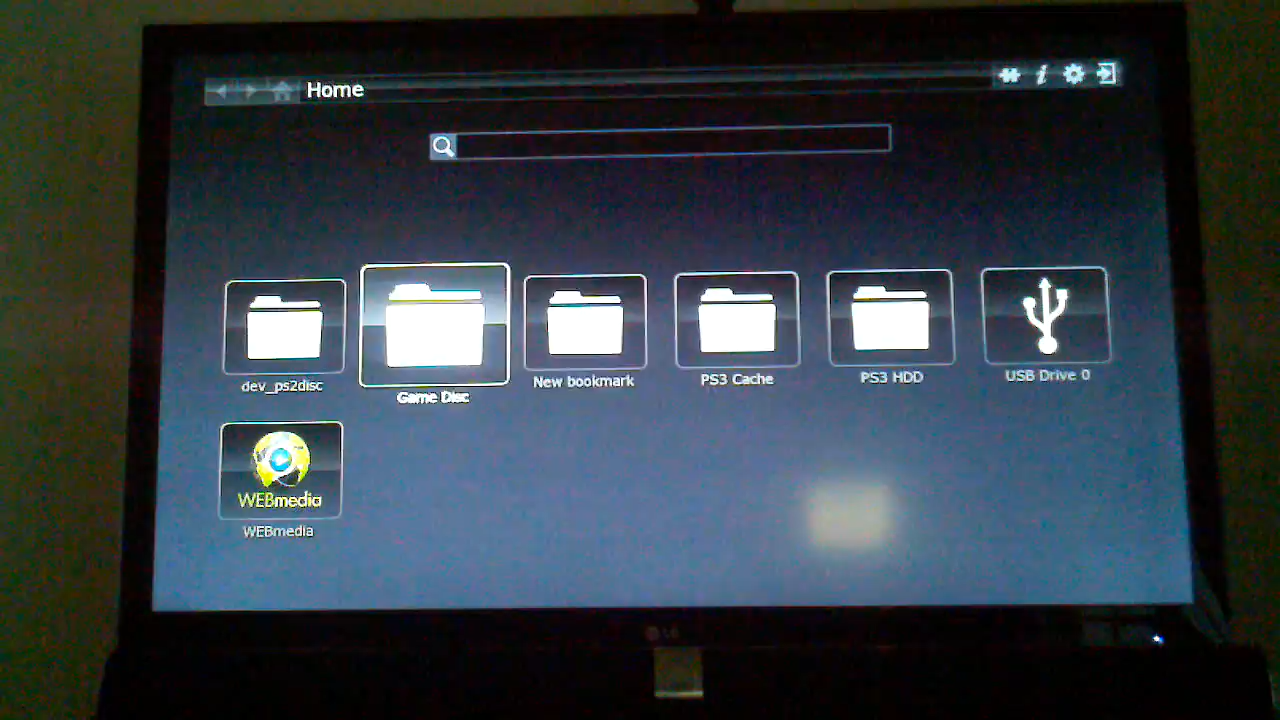 Home
dev_ps2disc
Game Disc
New bookmark
PS3 Cache
PS3 HDD
USB Drive 0
WEBmedia
WEBmedia
LG